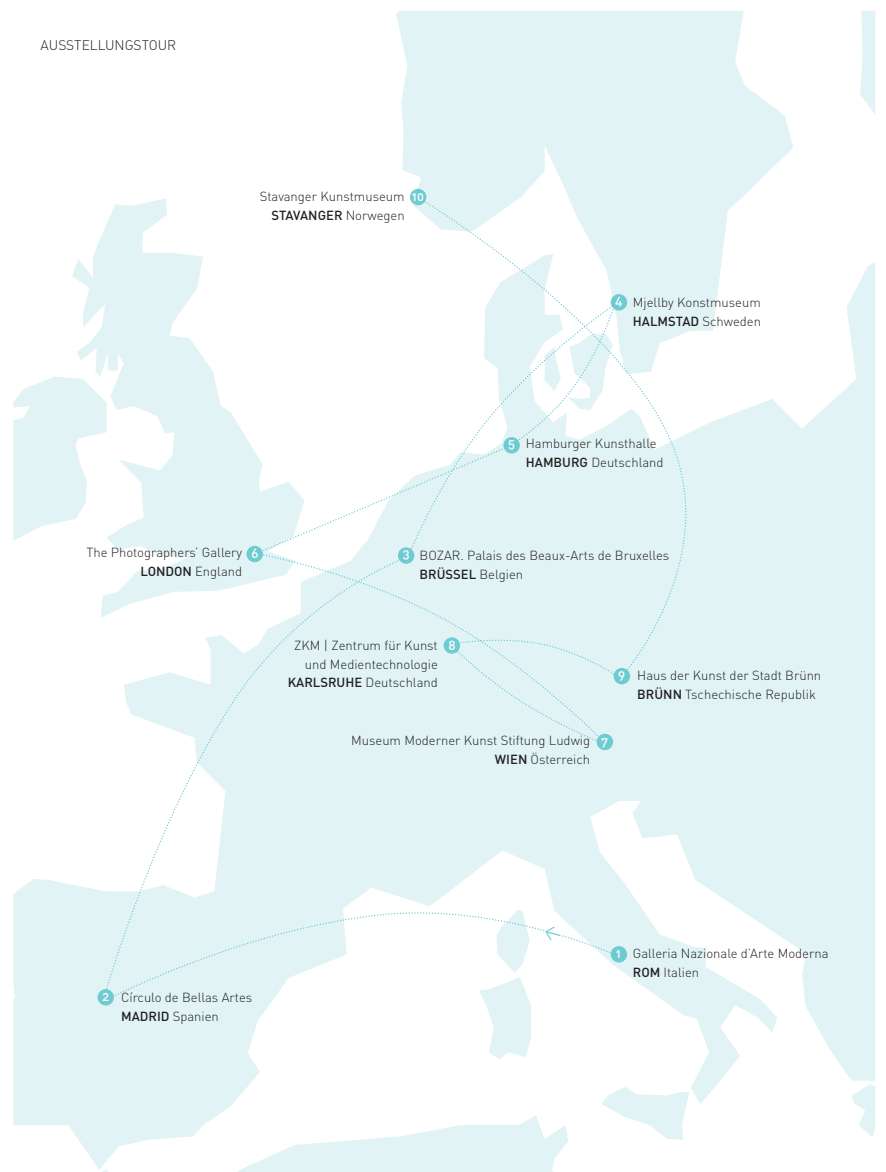 AUSSTELLUNGSTOUR
Stavanger Kunstmuseum 10
STAVANGER Norwegen
4 Mjellby Konstmuseum
HALMSTAD Schweden
5 Hamburger Kunsthalle
HAMBURG Deutschland
The Photographers' Gallery 6
LONDON England
3 BOZAR. Palais des Beaux-Arts de Bruxelles
BRÜSSEL Belgien
ZKM | Zentrum für Kunst 8
und Medientechnologie
KARLSRUHE Deutschland
9 Haus der Kunst der Stadt Brünn
BRÜNN Tschechische Republik
Museum Moderner Kunst Stiftung Ludwig 7
WIEN Österreich
1 Galleria Nazionale d'Arte Moderna
ROM Italien
2 Círculo de Bellas Artes
MADRID Spanien